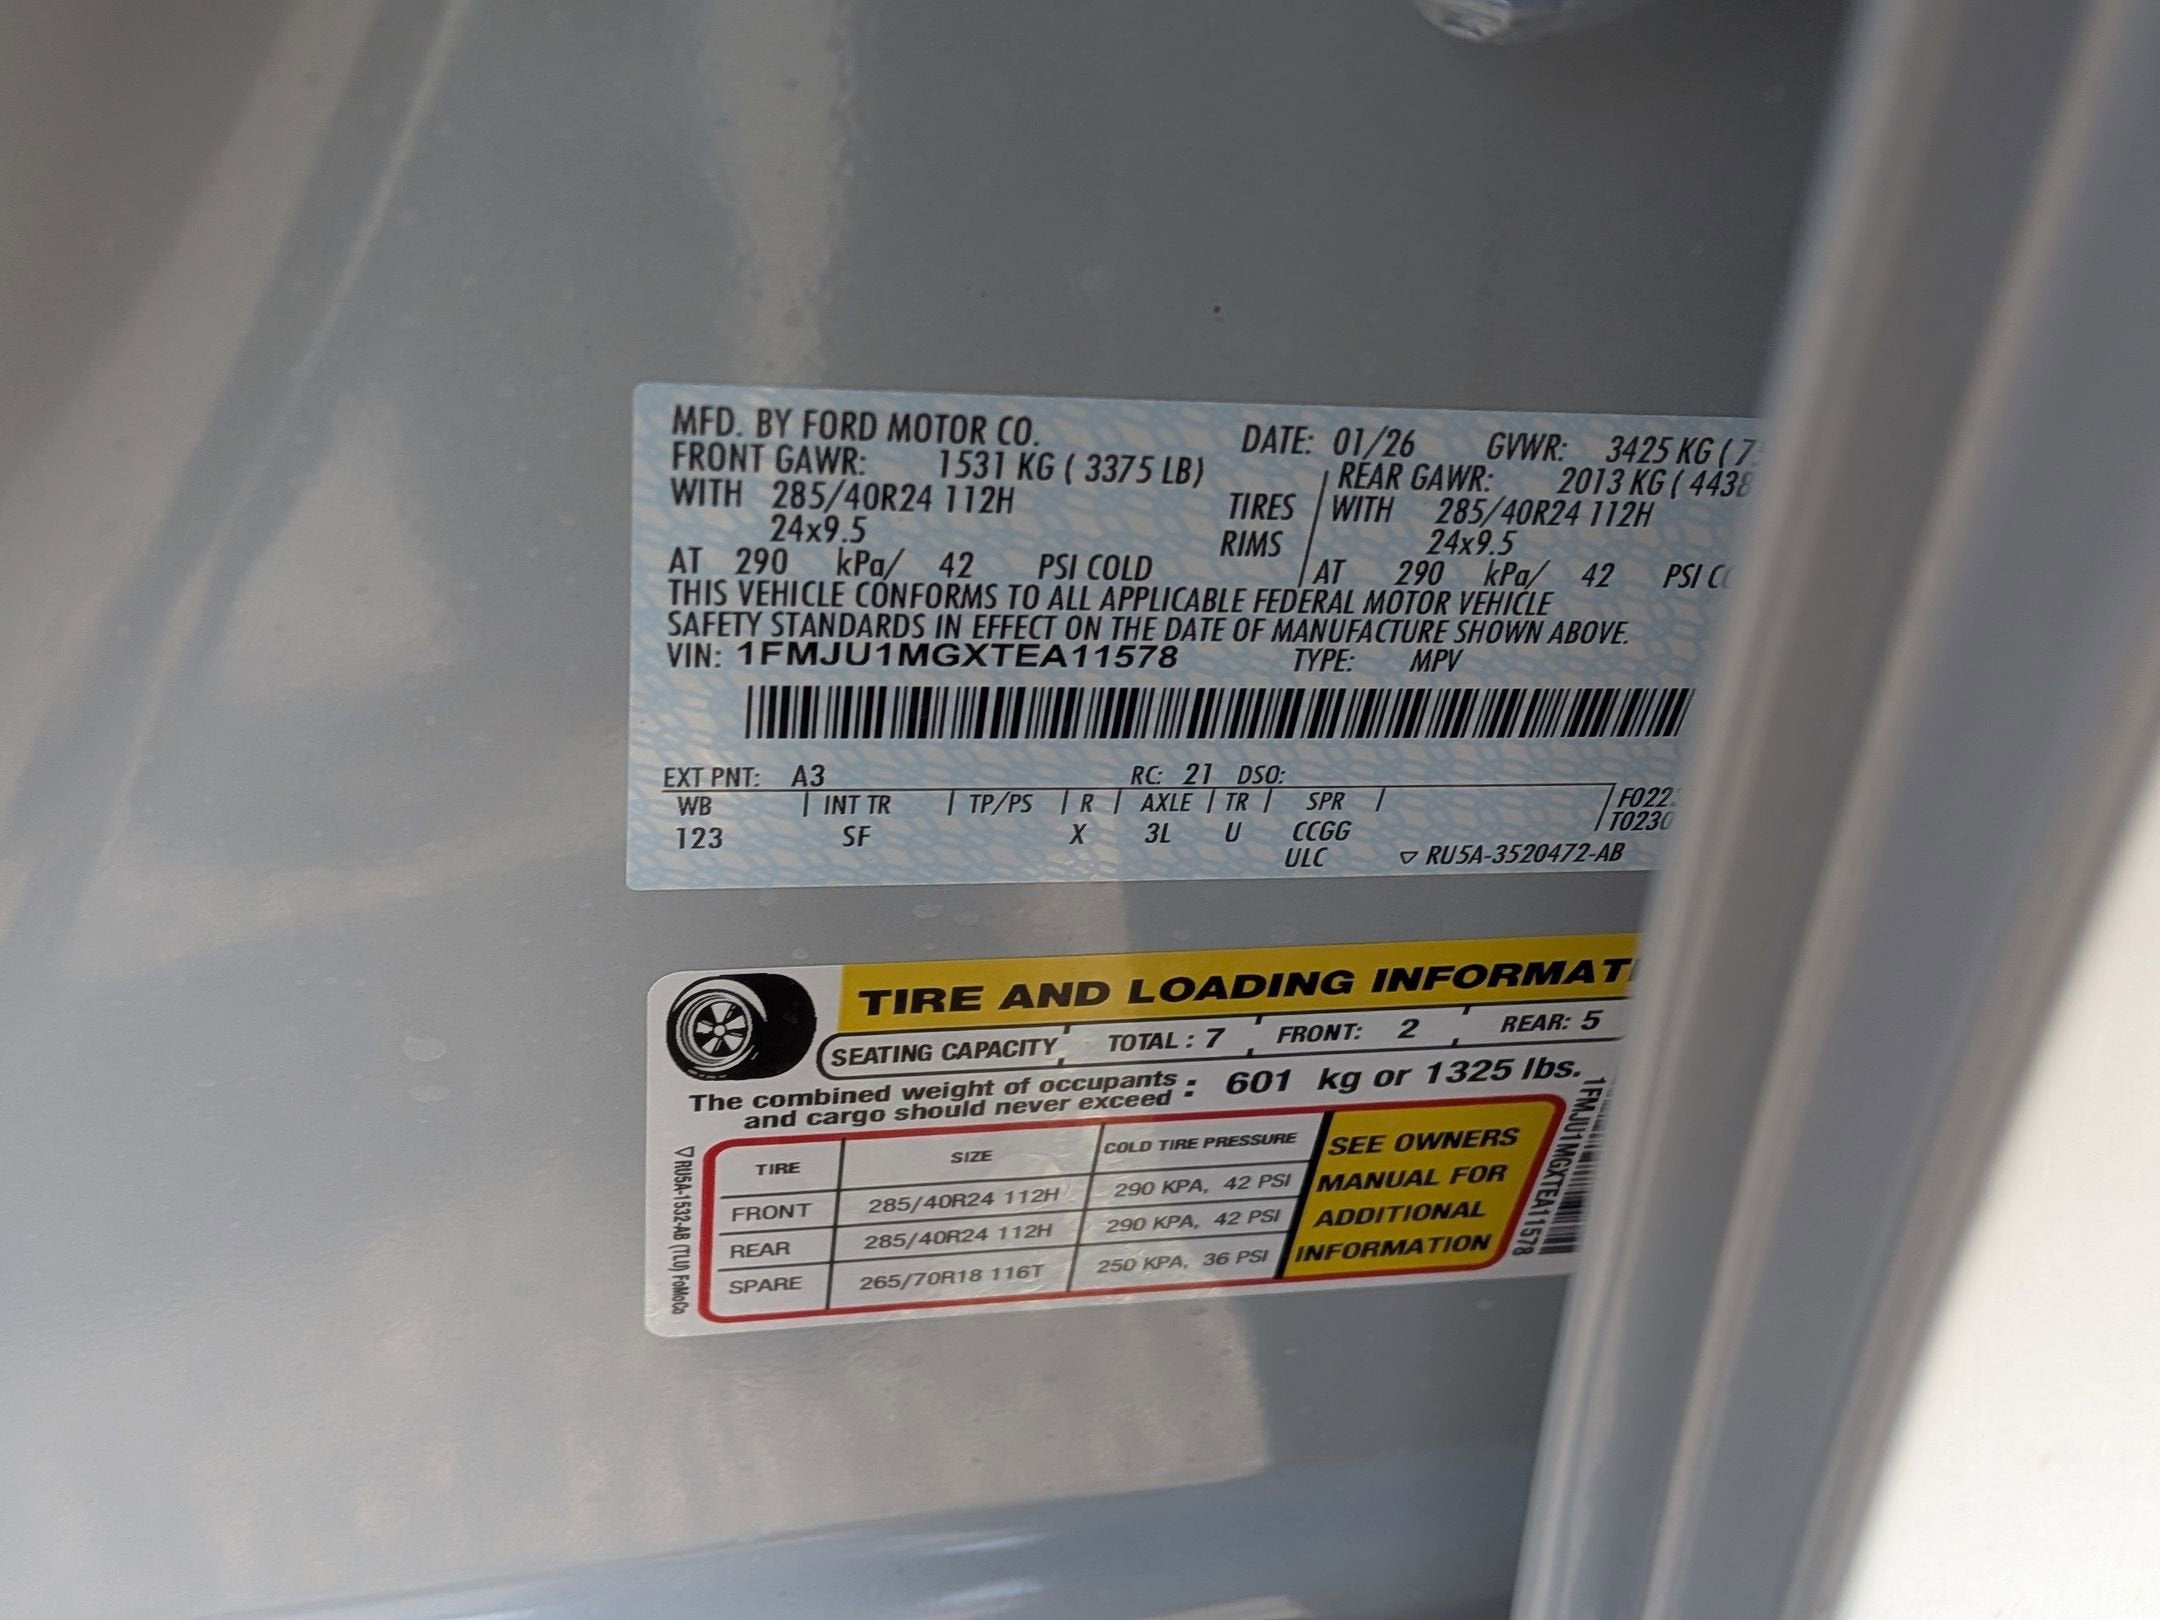 MFD. BY FORD MOTOR CO. DATE: 01/26 GVWR: 3425 KG ( 7
FRONT GAWR: 1531 KG ( 3375 LB) REAR GAWR: 2013 KG ( 4438
WITH 285/40R24 112H TIRES WITH 285/40R24 112H
24x9.5 RIMS 24x9.5
AT 290 kPa/ 42 PSI COLD AT 290 kPa/ 42 PSI C
THIS VEHICLE CONFORMS TO ALL APPLICABLE FEDERAL MOTOR VEHICLE
SAFETY STANDARDS IN EFFECT ON THE DATE OF MANUFACTURE SHOWN ABOVE.
VIN: 1FMJU1MGXTEA11578 TYPE: MPV
EXT PNT: A3 RC: 21 DSO:
WB | INT TR | TP/PS | R | AXLE | TR | SPR | F022
123 SF X 3L U CCGG T0230
ULC ▽ RU5A-3520472-AB
TIRE AND LOADING INFORMAT
SEATING CAPACITY TOTAL : 7 FRONT: 2 REAR: 5
The combined weight of occupants and cargo should never exceed : 601 kg or 1325 lbs.
TIRE SIZE COLD TIRE PRESSURE
FRONT 285/40R24 112H 290 KPA, 42 PSI
REAR 285/40R24 112H 290 KPA, 42 PSI
SPARE 265/70R18 116T 250 KPA, 36 PSI
SEE OWNERS
MANUAL FOR
ADDITIONAL
INFORMATION
1FMJU1MGXTEA11578
▽RU5A-1532-AB (TLU) FoMoCo